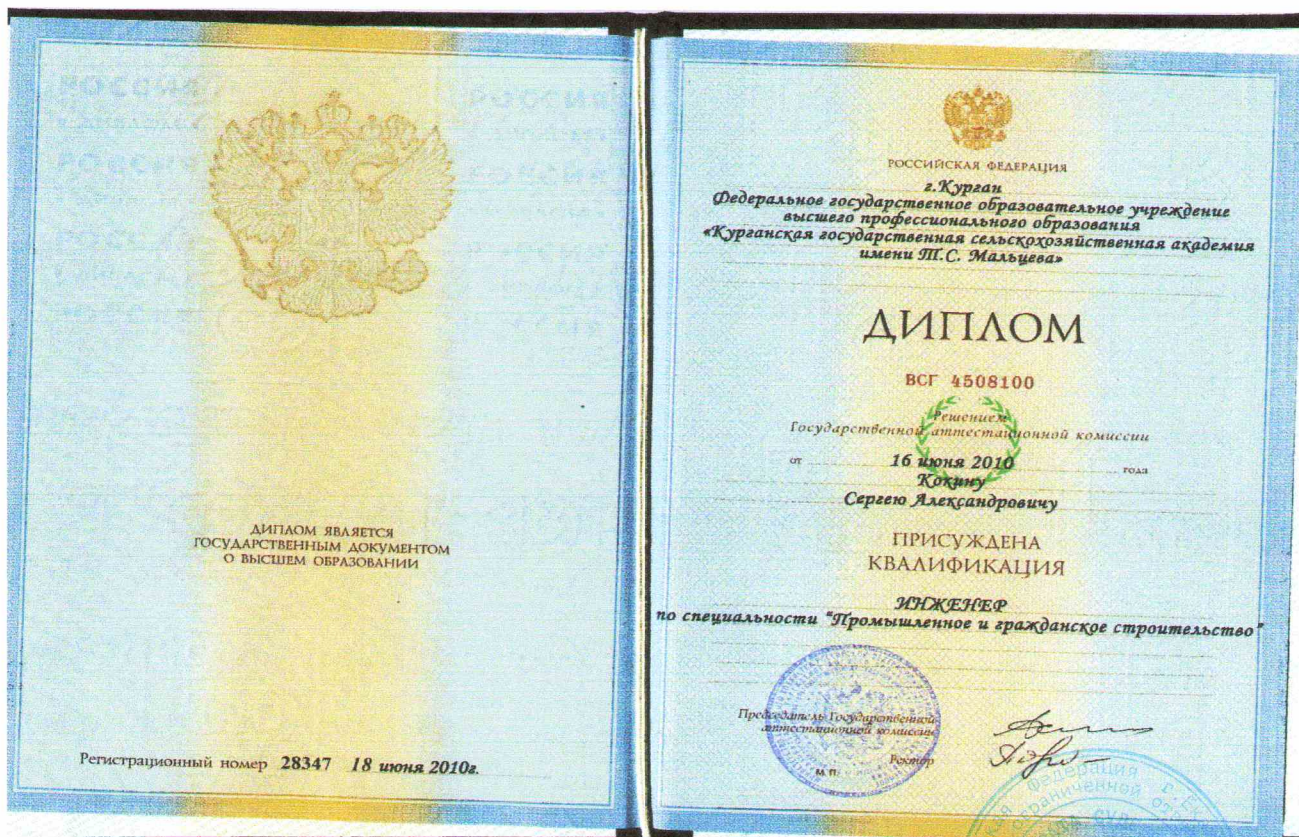 ДИПЛОМ ЯВЛЯЕТСЯ
ГОСУДАРСТВЕННЫМ ДОКУМЕНТОМ
О ВЫСШЕМ ОБРАЗОВАНИИ
Регистрационный номер 28347 18 июня 2010г.
РОССИЙСКАЯ ФЕДЕРАЦИЯ
г.Курган
Федеральное государственное образовательное учреждение
высшего профессионального образования
«Курганская государственная сельскохозяйственная академия
имени Т.С. Мальцева»
ДИПЛОМ
ВСГ 4508100
Решением
Государственной аттестационной комиссии
от 16 июня 2010 года
Кокину
Сергею Александровичу
ПРИСУЖДЕНА
КВАЛИФИКАЦИЯ
ИНЖЕНЕР
по специальности "Промышленное и гражданское строительство"
Председатель Государственной
аттестационной комиссии
Ректор
М.П.
Федерация